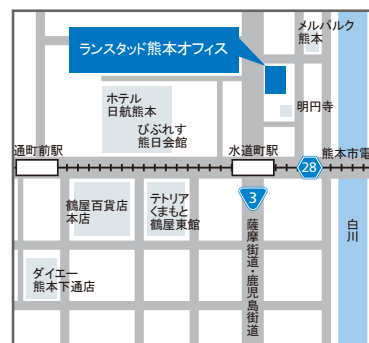 メルパルク
熊本
ランスタッド熊本オフィス
ホテル
日航熊本
明円寺
びぷれす
熊日会館
通町前駅
水道町駅
熊本市電
28
3
鶴屋百貨店
本店
テトリア
くまもと
鶴屋東館
薩摩街道・鹿児島街道
白川
ダイエー
熊本下通店